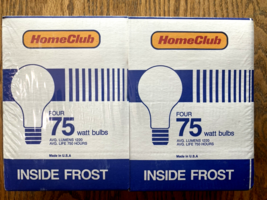 HomeClub
FOUR
75 watt bulbs
AVG. LUMENS 1220
AVG. LIFE 750 HOURS
Made in U.S.A.
INSIDE FROST
HomeClub
FOUR
75 watt bulbs
AVG. LUMENS 1220
AVG. LIFE 750 HOURS
Made in U.S.A.
INSIDE FROST